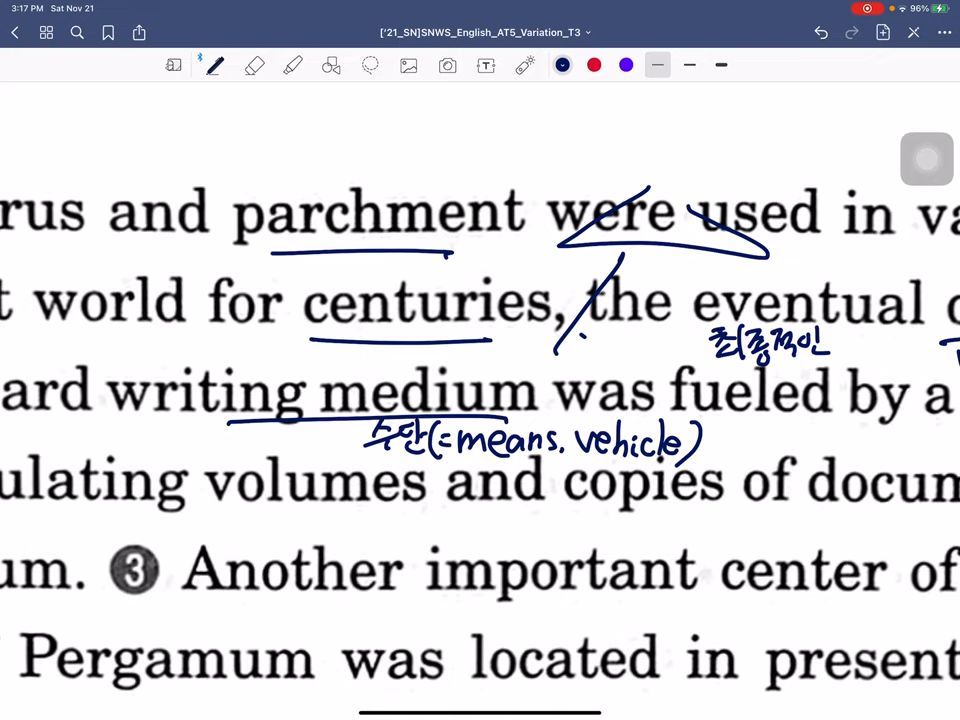 3:17 PM Sat Nov 21
96%
['21_SN]SNWS_English_AT5_Variation_T3
rus and parchment were used in va
t world for centuries, the eventual
최종적인
ard writing medium was fueled by a
수단(=means. vehicle)
ulating volumes and copies of docum
um. ❸ Another important center of
Pergamum was located in present